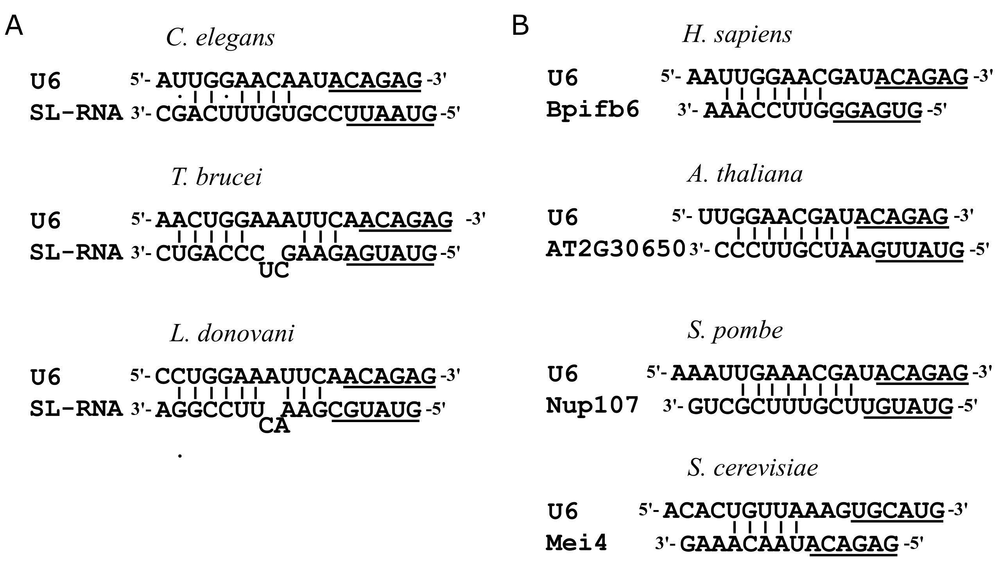 A
C. elegans
U6 5'- AUUGGAACAAUACAGAG -3'
SL-RNA 3'- CGACUUUGUGCCUUAAUG -5'
T. brucei
U6 5'- AACUGGAAAUUCAACAGAG -3'
SL-RNA 3'- CUGACCC GAAGAGUAUG -5'
UC
L. donovani
U6 5'- CCUGGAAAUUCAACAGAG -3'
SL-RNA 3'- AGGCCUU AAGCGUAUG -5'
CA
.
B
H. sapiens
U6 5'- AAUUGGAACGAUACAGAG -3'
Bpifb6 3'- AAACCUUGGGAGUG -5'
A. thaliana
U6 5'- UUGGAACGAUACAGAG -3'
AT2G30650 3'- CCCUUGCUAAGUUAUG -5'
S. pombe
U6 5'- AAAUUGAAACGAUACAGAG -3'
Nup107 3'- GUCGCUUUGCUUGUAUG -5'
S. cerevisiae
U6 5'- ACACUGUUAAAGUGCAUG -3'
Mei4 3'- GAAACAAUACAGAG -5'